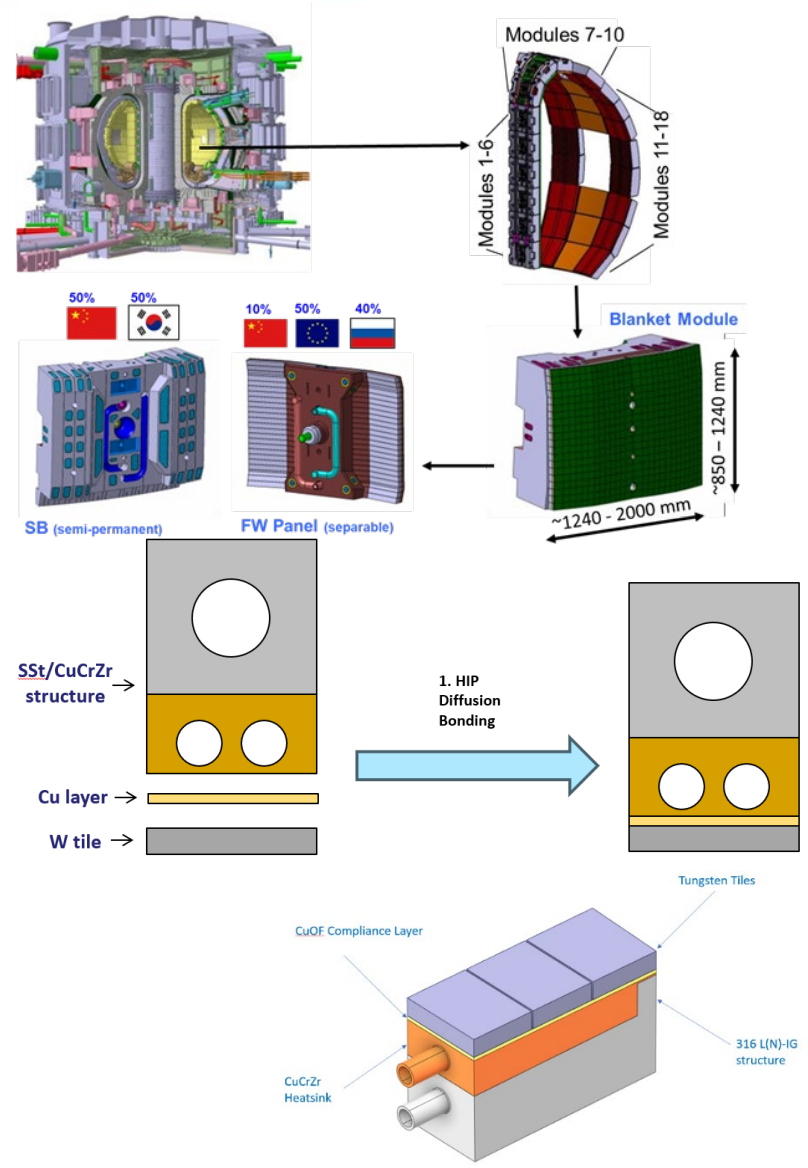 Modules 7-10
Modules 1-6
Modules 11-18
50%
50%
10%
50%
40%
Blanket Module
~850 – 1240 mm
~1240 - 2000 mm
SB (semi-permanent)
FW Panel (separable)
SSt/CuCrZr
structure
1. HIP
Diffusion
Bonding
Cu layer
W tile
Tungsten Tiles
CuOF Compliance Layer
316 L(N)-IG
structure
CuCrZr
Heatsink